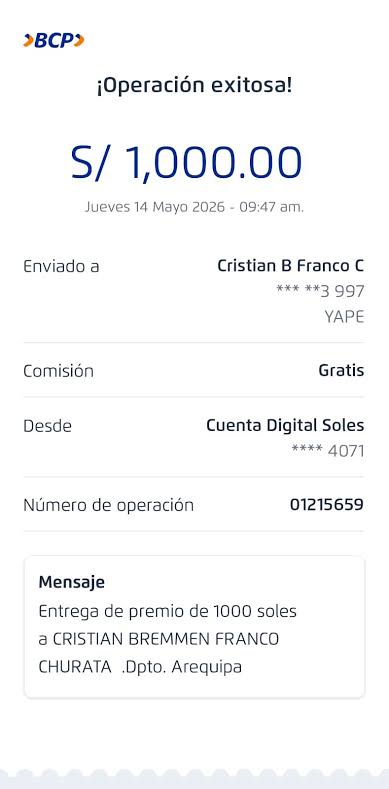 BCP
¡Operación exitosa!
S/ 1,000.00
Jueves 14 Mayo 2026 - 09:47 am.
Enviado a
Cristian B Franco C
*** **3 997
YAPE
Comisión
Gratis
Desde
Cuenta Digital Soles
**** 4071
Número de operación
01215659
Mensaje
Entrega de premio de 1000 soles
a CRISTIAN BREMMEN FRANCO
CHURATA  .Dpto. Arequipa